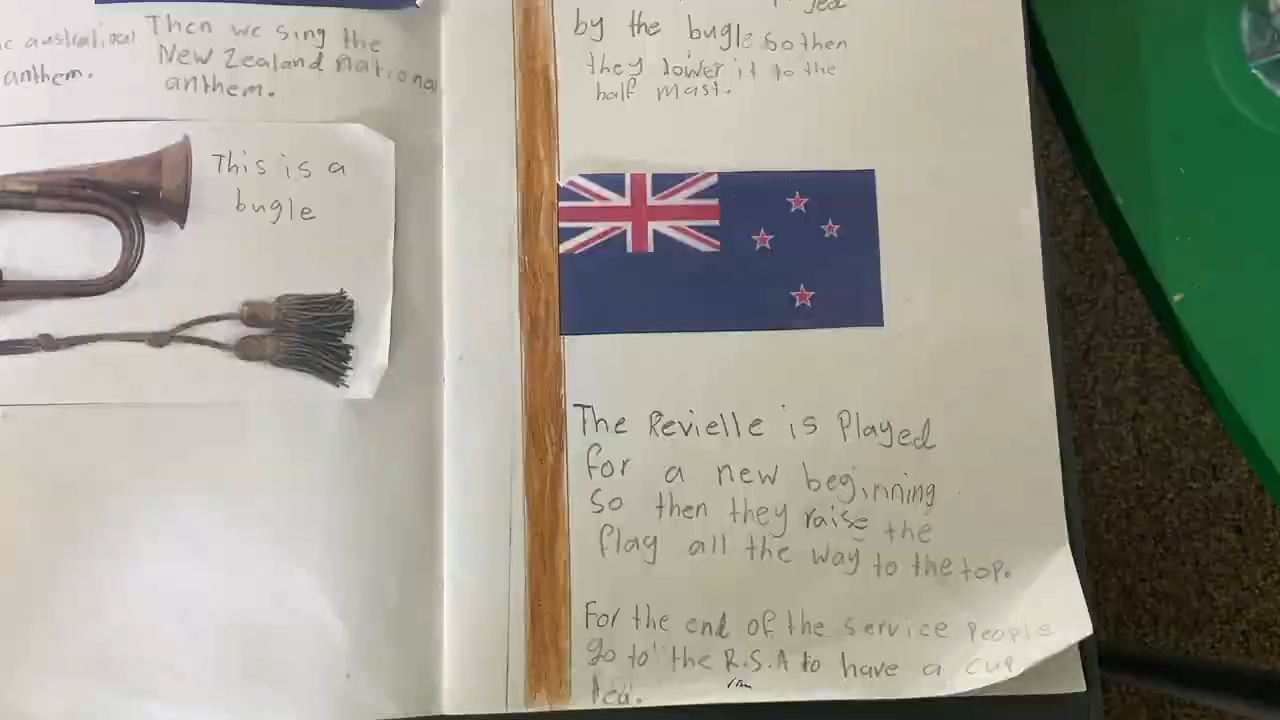 australian
anthem.
Then we sing the
New Zealand national
anthem.
This is a
bugle
by the bugle so then
they lower it to the
half mast.
The Revielle is Played
for a new beginning
So then they raise the
flag all the way to the top.
For the end of the service People
go to the R.S.A to have a cup
tea.